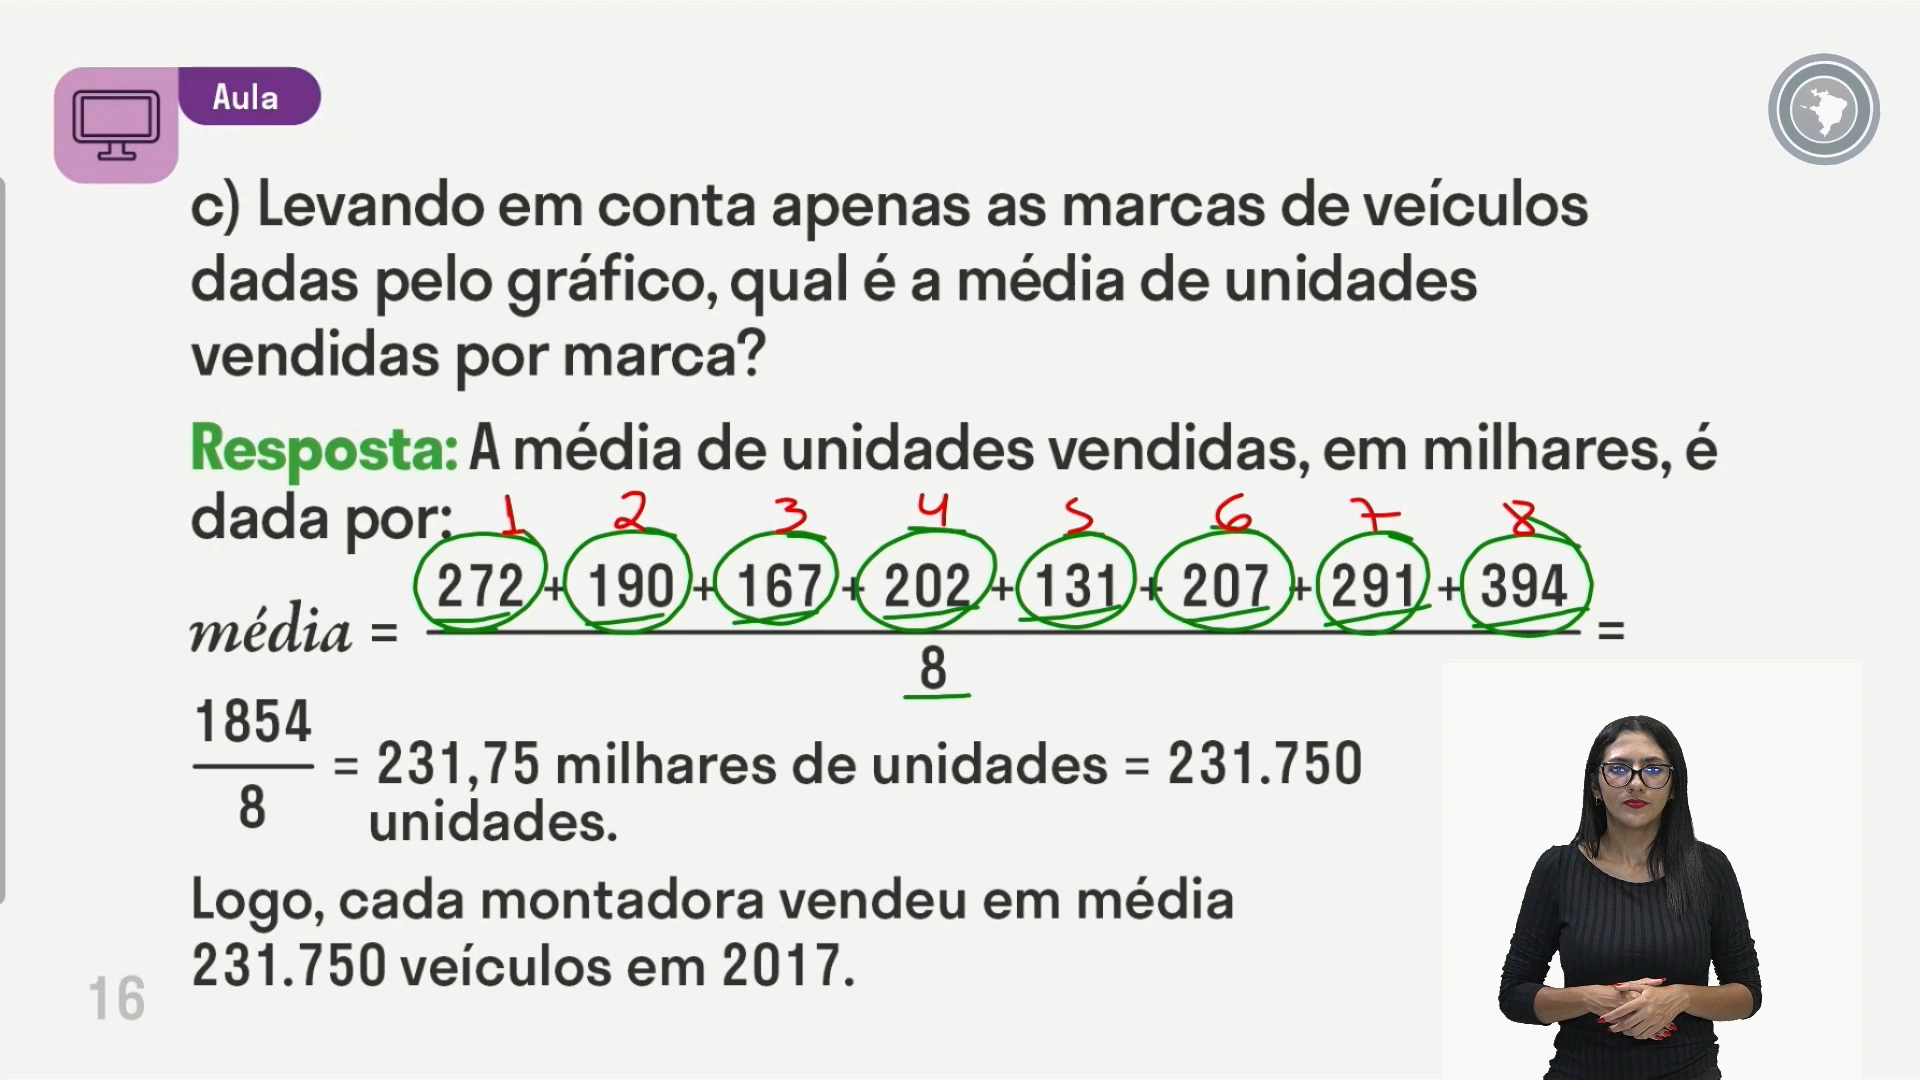 Aula
c) Levando em conta apenas as marcas de veículos
dadas pelo gráfico, qual é a média de unidades
vendidas por marca?
Resposta: A média de unidades vendidas, em milhares, é
dada por:
1 2 3 4 5 6 7 8
272 + 190 + 167 + 202 + 131 + 207 + 291 + 394
média = =
8
1854
= 231,75 milhares de unidades = 231.750
8
unidades.
Logo, cada montadora vendeu em média
231.750 veículos em 2017.
16